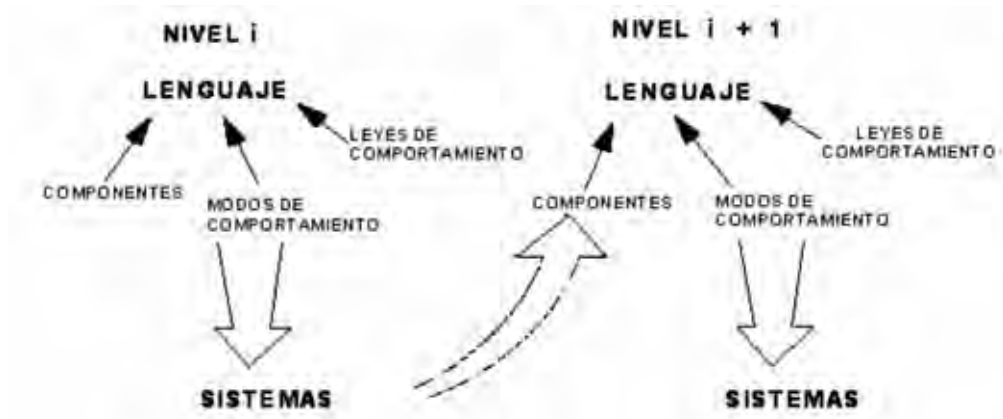 NIVEL i
LENGUAJE
LEYES DE
COMPORTAMIENTO
COMPONENTES
MODOS DE
COMPORTAMIENTO
SISTEMAS
NIVEL i + 1
LENGUAJE
LEYES DE
COMPORTAMIENTO
COMPONENTES
MODOS DE
COMPORTAMIENTO
SISTEMAS